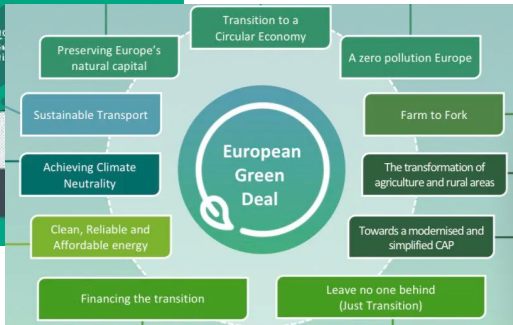 Transition to a
Circular Economy
Preserving Europe's
natural capital
A zero pollution Europe
Sustainable Transport
Farm to Fork
European
Green
Deal
Achieving Climate
Neutrality
The transformation of
agriculture and rural areas
Clean, Reliable and
Affordable energy
Towards a modernised and
simplified CAP
Financing the transition
Leave no one behind
(Just Transition)